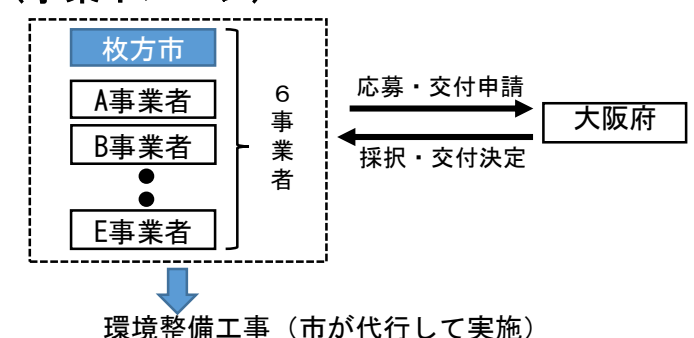 枚方市
A事業者
B事業者
E事業者
6事業者
応募・交付申請
採択・交付決定
大阪府
環境整備工事（市が代行して実施）